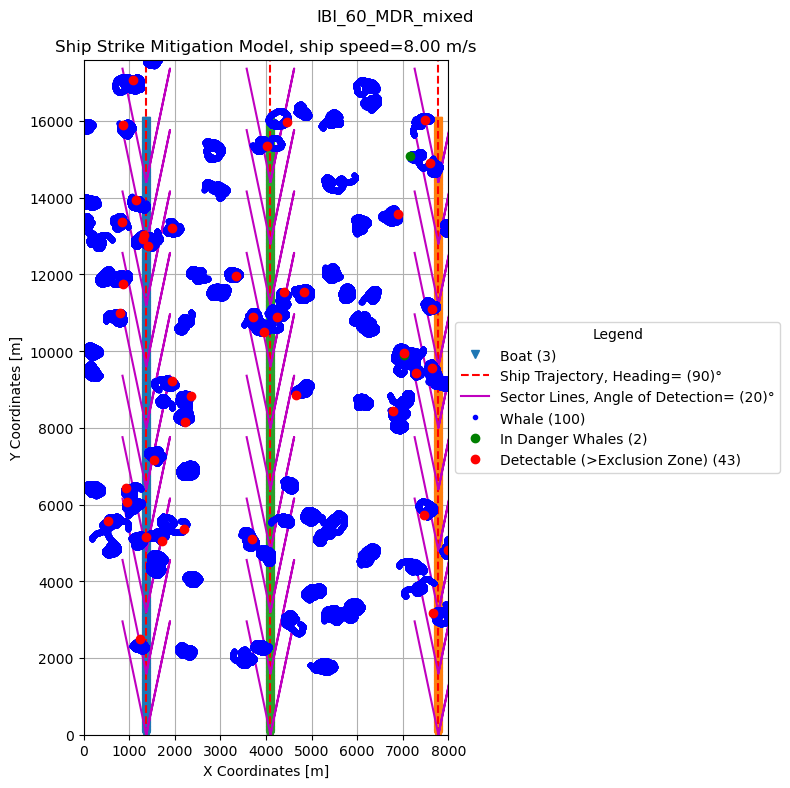 IBI_60_MDR_mixed
Ship Strike Mitigation Model, ship speed=8.00 m/s
Y Coordinates [m]
16000
14000
12000
10000
8000
6000
4000
2000
0
0 1000 2000 3000 4000 5000 6000 7000 8000
X Coordinates [m]
Legend
Boat (3)
Ship Trajectory, Heading= (90)°
Sector Lines, Angle of Detection= (20)°
Whale (100)
In Danger Whales (2)
Detectable (>Exclusion Zone) (43)